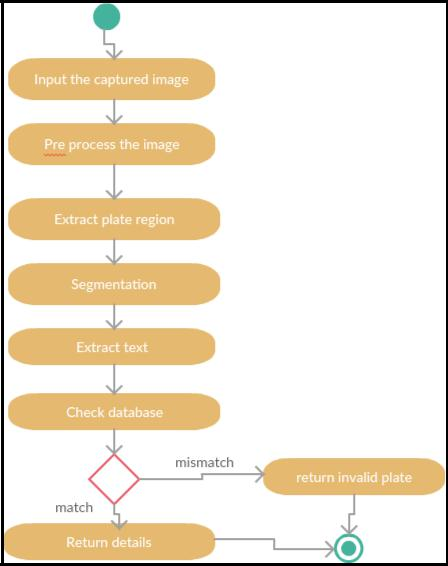 Input the captured image
Pre process the image
Extract plate region
Segmentation
Extract text
Check database
mismatch
return invalid plate
match
Return details